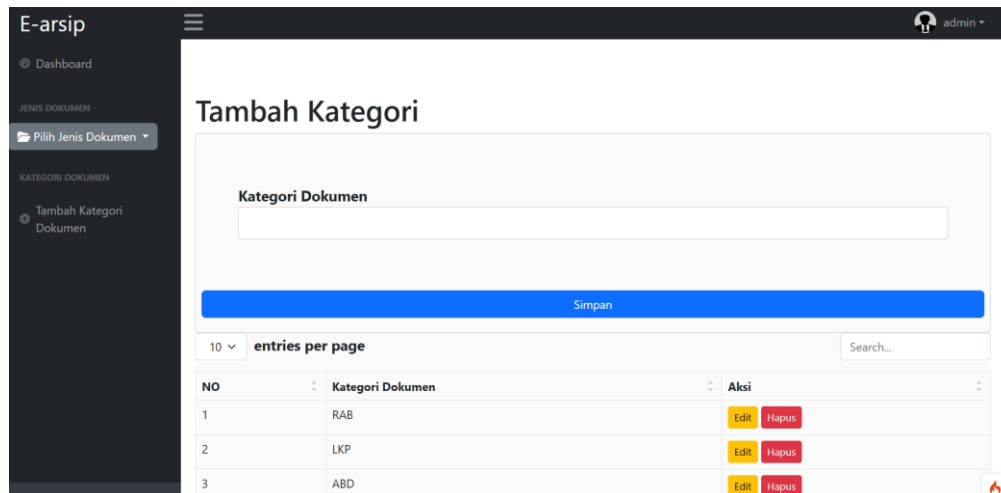 E-arsip
admin
Dashboard
JENIS DOKUMEN
Pilih Jenis Dokumen
KATEGORI DOKUMEN
Tambah Kategori
Dokumen
Tambah Kategori
Kategori Dokumen
Simpan
10 entries per page Search...
NO Kategori Dokumen Aksi
1 RAB Edit Hapus
2 LKP Edit Hapus
3 ABD Edit Hapus